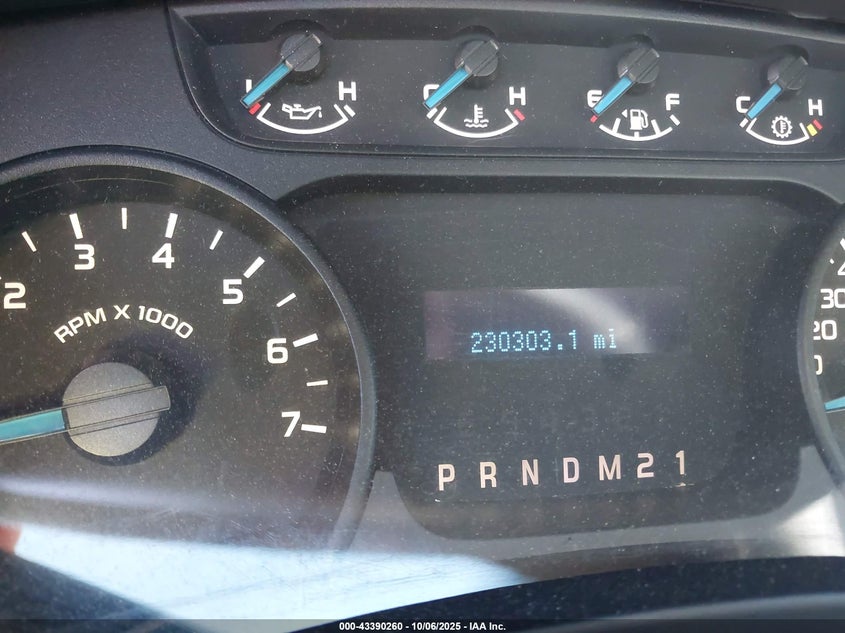 L H
C H
E F
C H
2 3 4 5 6 7
RPM X 1000
230303.1 mi
30
20
P R N D M 2 1
000-43390260 - 10/06/2025 - IAA Inc.